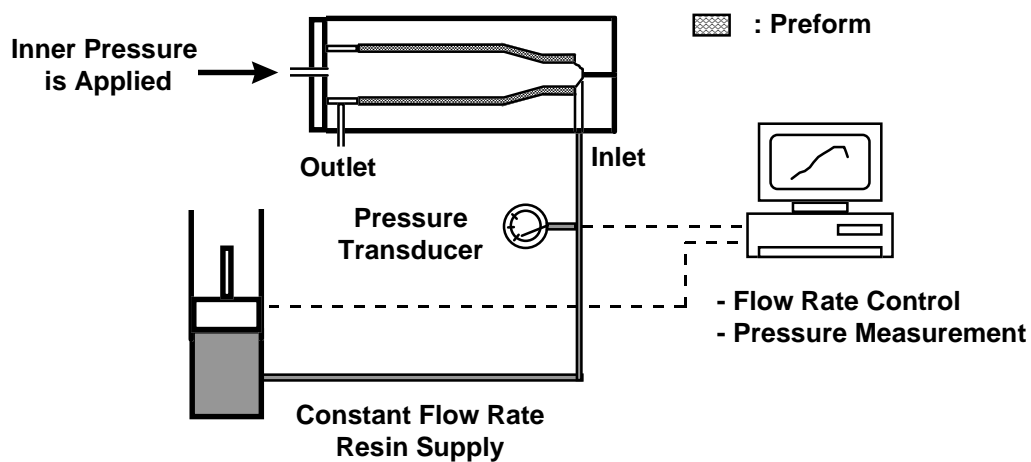 : Preform
Inner Pressure
is Applied
Outlet
Inlet
Pressure
Transducer
- Flow Rate Control
- Pressure Measurement
Constant Flow Rate
Resin Supply